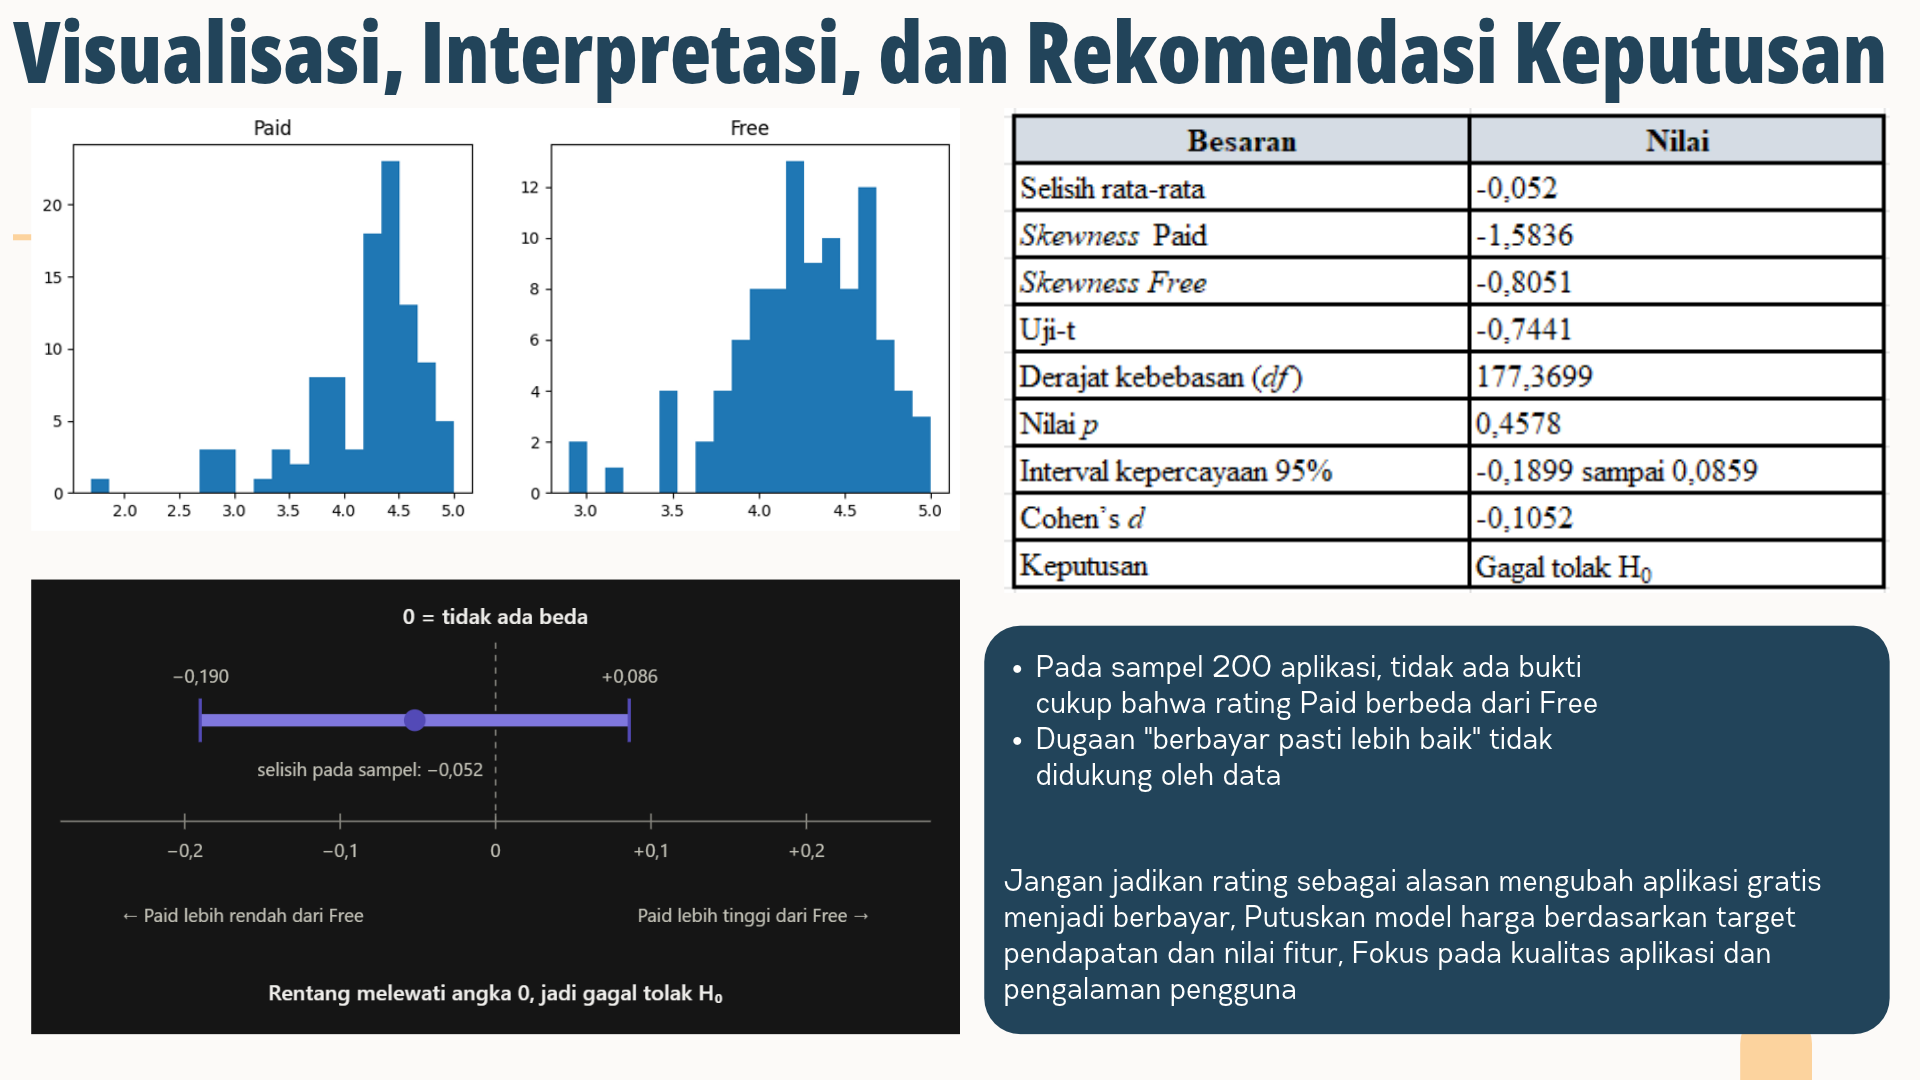 Visualisasi, Interpretasi, dan Rekomendasi Keputusan
Paid
20
15
10
5
0
2.0 2.5 3.0 3.5 4.0 4.5 5.0
Free
12
10
8
6
4
2
0
3.0 3.5 4.0 4.5 5.0
Besaran Nilai
Selisih rata-rata -0,052
Skewness Paid -1,5836
Skewness Free -0,8051
Uji-t -0,7441
Derajat kebebasan (df) 177,3699
Nilai p 0,4578
Interval kepercayaan 95% -0,1899 sampai 0,0859
Cohen’s d -0,1052
Keputusan Gagal tolak H₀
0 = tidak ada beda
−0,190 +0,086
selisih pada sampel: −0,052
−0,2 −0,1 0 +0,1 +0,2
← Paid lebih rendah dari Free Paid lebih tinggi dari Free →
Rentang melewati angka 0, jadi gagal tolak H₀
• Pada sampel 200 aplikasi, tidak ada bukti
cukup bahwa rating Paid berbeda dari Free
• Dugaan "berbayar pasti lebih baik" tidak
didukung oleh data
Jangan jadikan rating sebagai alasan mengubah aplikasi gratis
menjadi berbayar, Putuskan model harga berdasarkan target
pendapatan dan nilai fitur, Fokus pada kualitas aplikasi dan
pengalaman pengguna